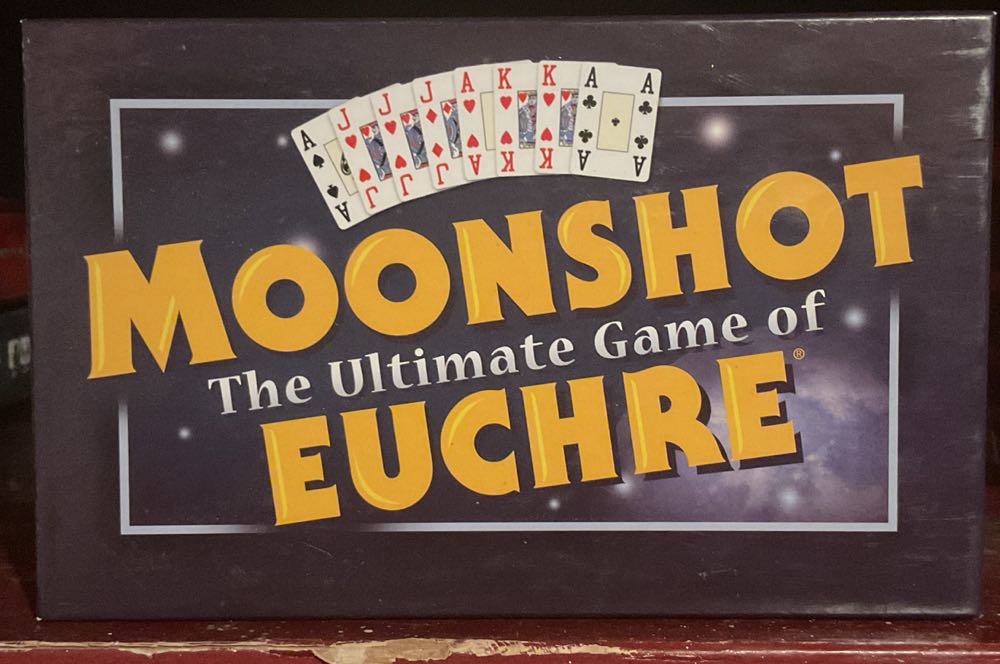 A J J J A K K A A
A J J J A K K A A
MOONSHOT
The Ultimate Game of
EUCHRE®